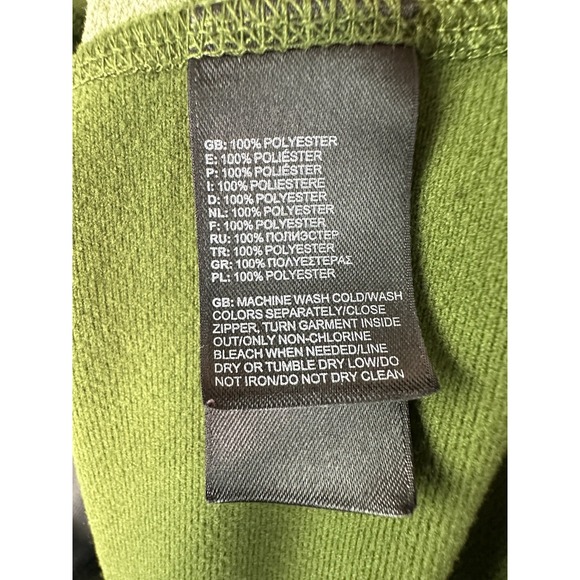 GB: 100% POLYESTER
E: 100% POLIÉSTER
P: 100% POLIÉSTER
I: 100% POLIESTERE
D: 100% POLYESTER
NL: 100% POLYESTER
F: 100% POLYESTER
RU: 100% ПОЛИЭСТЕР
TR: 100% POLYESTER
GR: 100% ΠΟΛΥΕΣΤΕΡΑΣ
PL: 100% POLYESTER
GB: MACHINE WASH COLD/WASH
COLORS SEPARATELY/CLOSE
ZIPPER, TURN GARMENT INSIDE
OUT/ONLY NON-CHLORINE
BLEACH WHEN NEEDED/LINE
DRY OR TUMBLE DRY LOW/DO
NOT IRON/DO NOT DRY CLEAN